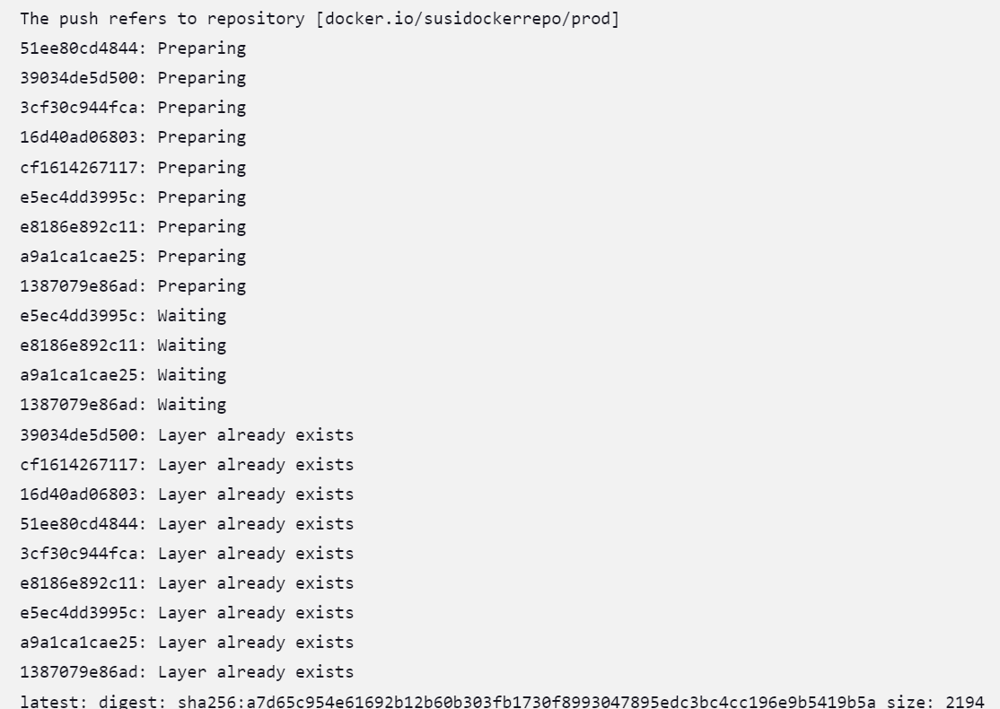 The push refers to repository [docker.io/susidockerrepo/prod]
51ee80cd4844: Preparing
39034de5d500: Preparing
3cf30c944fca: Preparing
16d40ad06803: Preparing
cf1614267117: Preparing
e5ec4dd3995c: Preparing
e8186e892c11: Preparing
a9a1ca1cae25: Preparing
1387079e86ad: Preparing
e5ec4dd3995c: Waiting
e8186e892c11: Waiting
a9a1ca1cae25: Waiting
1387079e86ad: Waiting
39034de5d500: Layer already exists
cf1614267117: Layer already exists
16d40ad06803: Layer already exists
51ee80cd4844: Layer already exists
3cf30c944fca: Layer already exists
e8186e892c11: Layer already exists
e5ec4dd3995c: Layer already exists
a9a1ca1cae25: Layer already exists
1387079e86ad: Layer already exists
latest: digest: sha256:a7d65c954e61692b12b60b303fb1730f8993047895edc3bc4cc196e9b5419b5a size: 2194